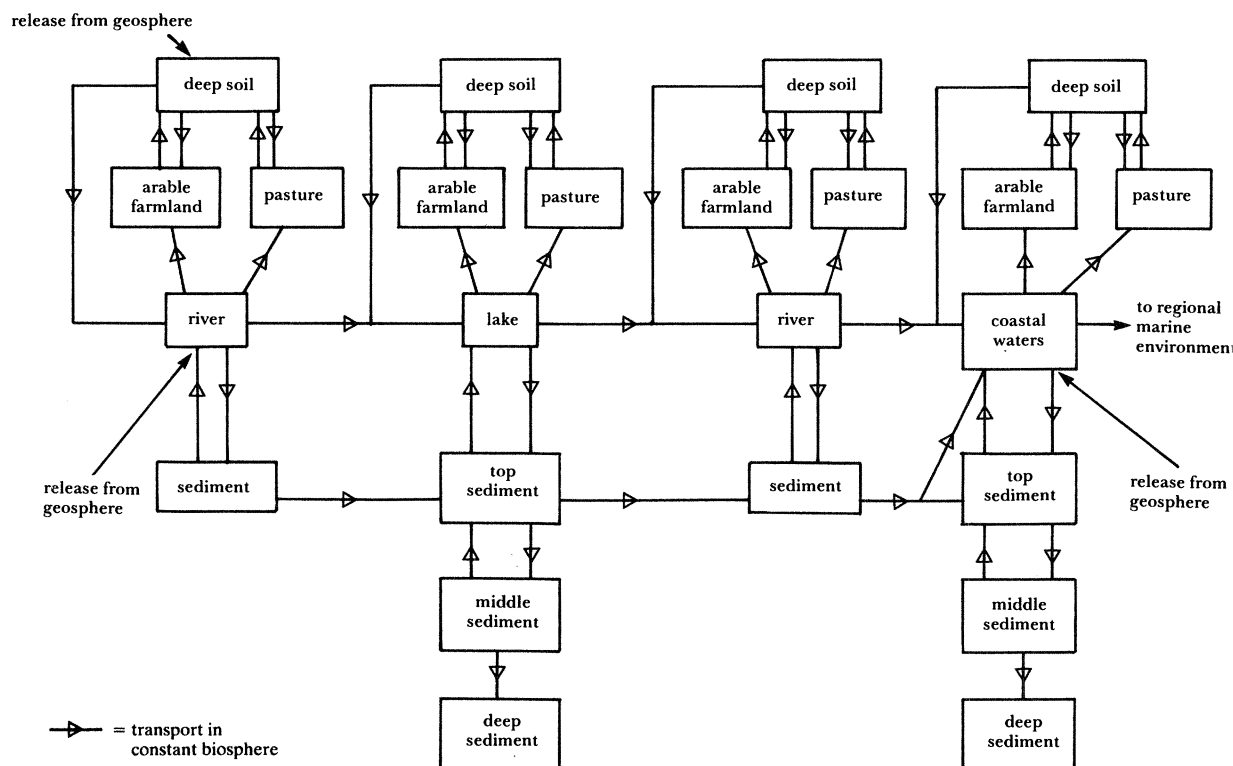 release from geosphere
deep soil
deep soil
deep soil
deep soil
arable
farmland
pasture
arable
farmland
pasture
arable
farmland
pasture
arable
farmland
pasture
river
lake
river
coastal
waters
to regional
marine
environment
release from
geosphere
sediment
top
sediment
sediment
top
sediment
release from
geosphere
middle
sediment
middle
sediment
deep
sediment
deep
sediment
= transport in
constant biosphere